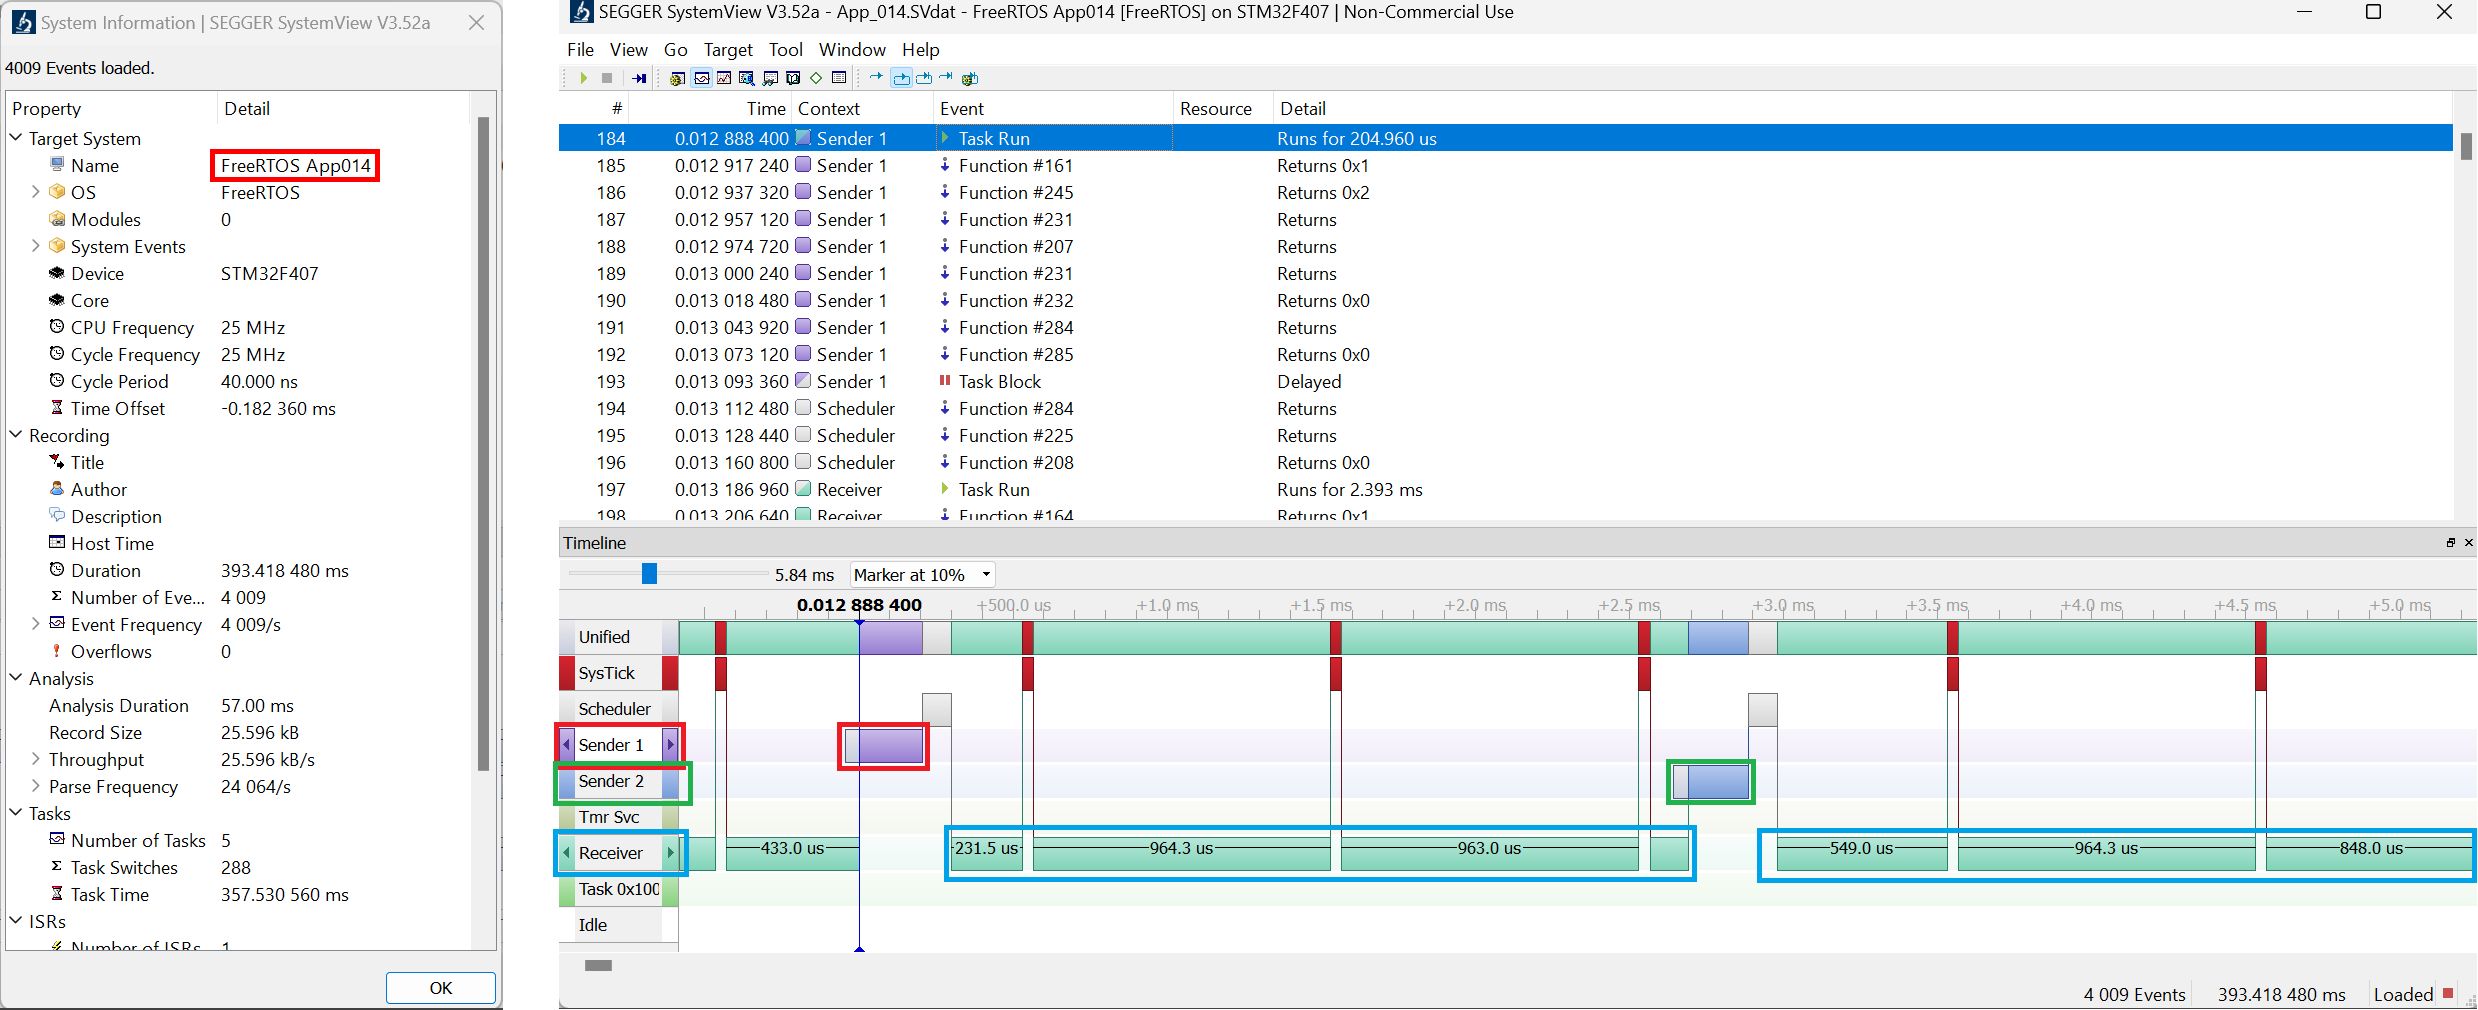 System Information | SEGGER SystemView V3.52a
4009 Events loaded.
Property Detail
Target System
Name FreeRTOS App014
OS FreeRTOS
Modules 0
System Events
Device STM32F407
Core
CPU Frequency 25 MHz
Cycle Frequency 25 MHz
Cycle Period 40.000 ns
Time Offset -0.182 360 ms
Recording
Title
Author
Description
Host Time
Duration 393.418 480 ms
Number of Eve... 4 009
Event Frequency 4 009/s
Overflows 0
Analysis
Analysis Duration 57.00 ms
Record Size 25.596 kB
Throughput 25.596 kB/s
Parse Frequency 24 064/s
Tasks
Number of Tasks 5
Task Switches 288
Task Time 357.530 560 ms
ISRs
Number of ISRs 1
OK
SEGGER SystemView V3.52a - App_014.SVdat - FreeRTOS App014 [FreeRTOS] on STM32F407 | Non-Commercial Use
File View Go Target Tool Window Help
# Time Context Event Resource Detail
184 0.012 888 400 Sender 1 Task Run Runs for 204.960 us
185 0.012 917 240 Sender 1 Function #161 Returns 0x1
186 0.012 937 320 Sender 1 Function #245 Returns 0x2
187 0.012 957 120 Sender 1 Function #231 Returns
188 0.012 974 720 Sender 1 Function #207 Returns
189 0.013 000 240 Sender 1 Function #231 Returns
190 0.013 018 480 Sender 1 Function #232 Returns 0x0
191 0.013 043 920 Sender 1 Function #284 Returns
192 0.013 073 120 Sender 1 Function #285 Returns 0x0
193 0.013 093 360 Sender 1 Task Block Delayed
194 0.013 112 480 Scheduler Function #284 Returns
195 0.013 128 440 Scheduler Function #225 Returns
196 0.013 160 800 Scheduler Function #208 Returns 0x0
197 0.013 186 960 Receiver Task Run Runs for 2.393 ms
198 0.013 206 640 Receiver Function #164 Returns 0x1
Timeline
5.84 ms Marker at 10%
0.012 888 400 +500.0 us +1.0 ms +1.5 ms +2.0 ms +2.5 ms +3.0 ms +3.5 ms +4.0 ms +4.5 ms +5.0 ms
Unified
SysTick
Scheduler
Sender 1
Sender 2
Tmr Svc
Receiver 433.0 us 231.5 us 964.3 us 963.0 us 549.0 us 964.3 us 848.0 us
Task 0x100
Idle
4 009 Events 393.418 480 ms Loaded